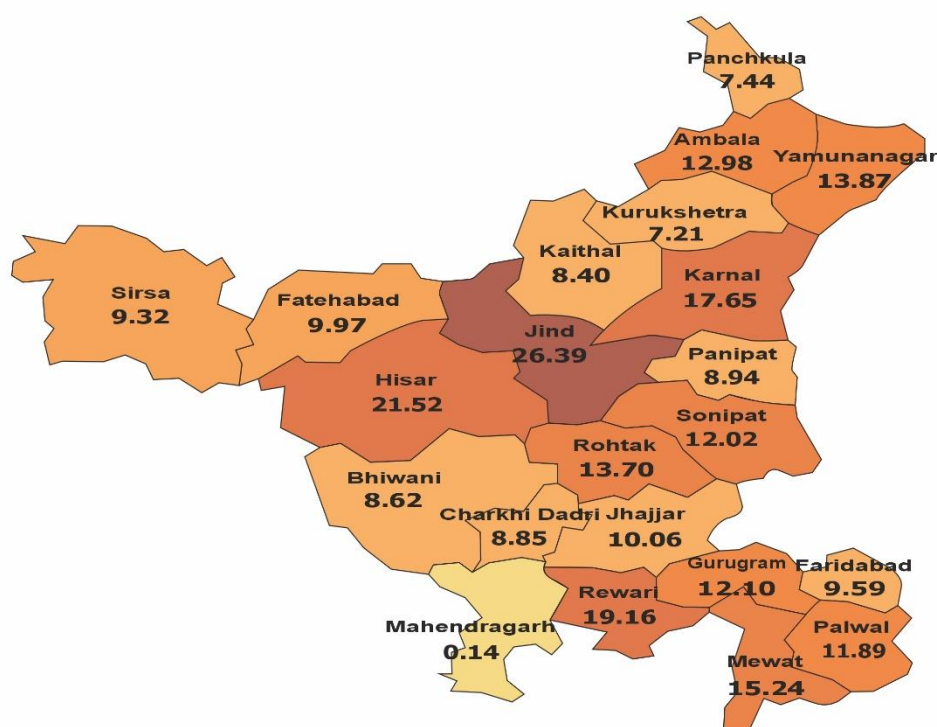 Panchkula
7.44
Ambala
12.98
Yamunanagar
13.87
Kurukshetra
7.21
Kaithal
8.40
Karnal
17.65
Sirsa
9.32
Fatehabad
9.97
Jind
26.39
Panipat
8.94
Hisar
21.52
Sonipat
12.02
Rohtak
13.70
Bhiwani
8.62
Charkhi Dadri
8.85
Jhajjar
10.06
Gurugram
12.10
Faridabad
9.59
Rewari
19.16
Mahendragarh
0.14
Palwal
11.89
Mewat
15.24